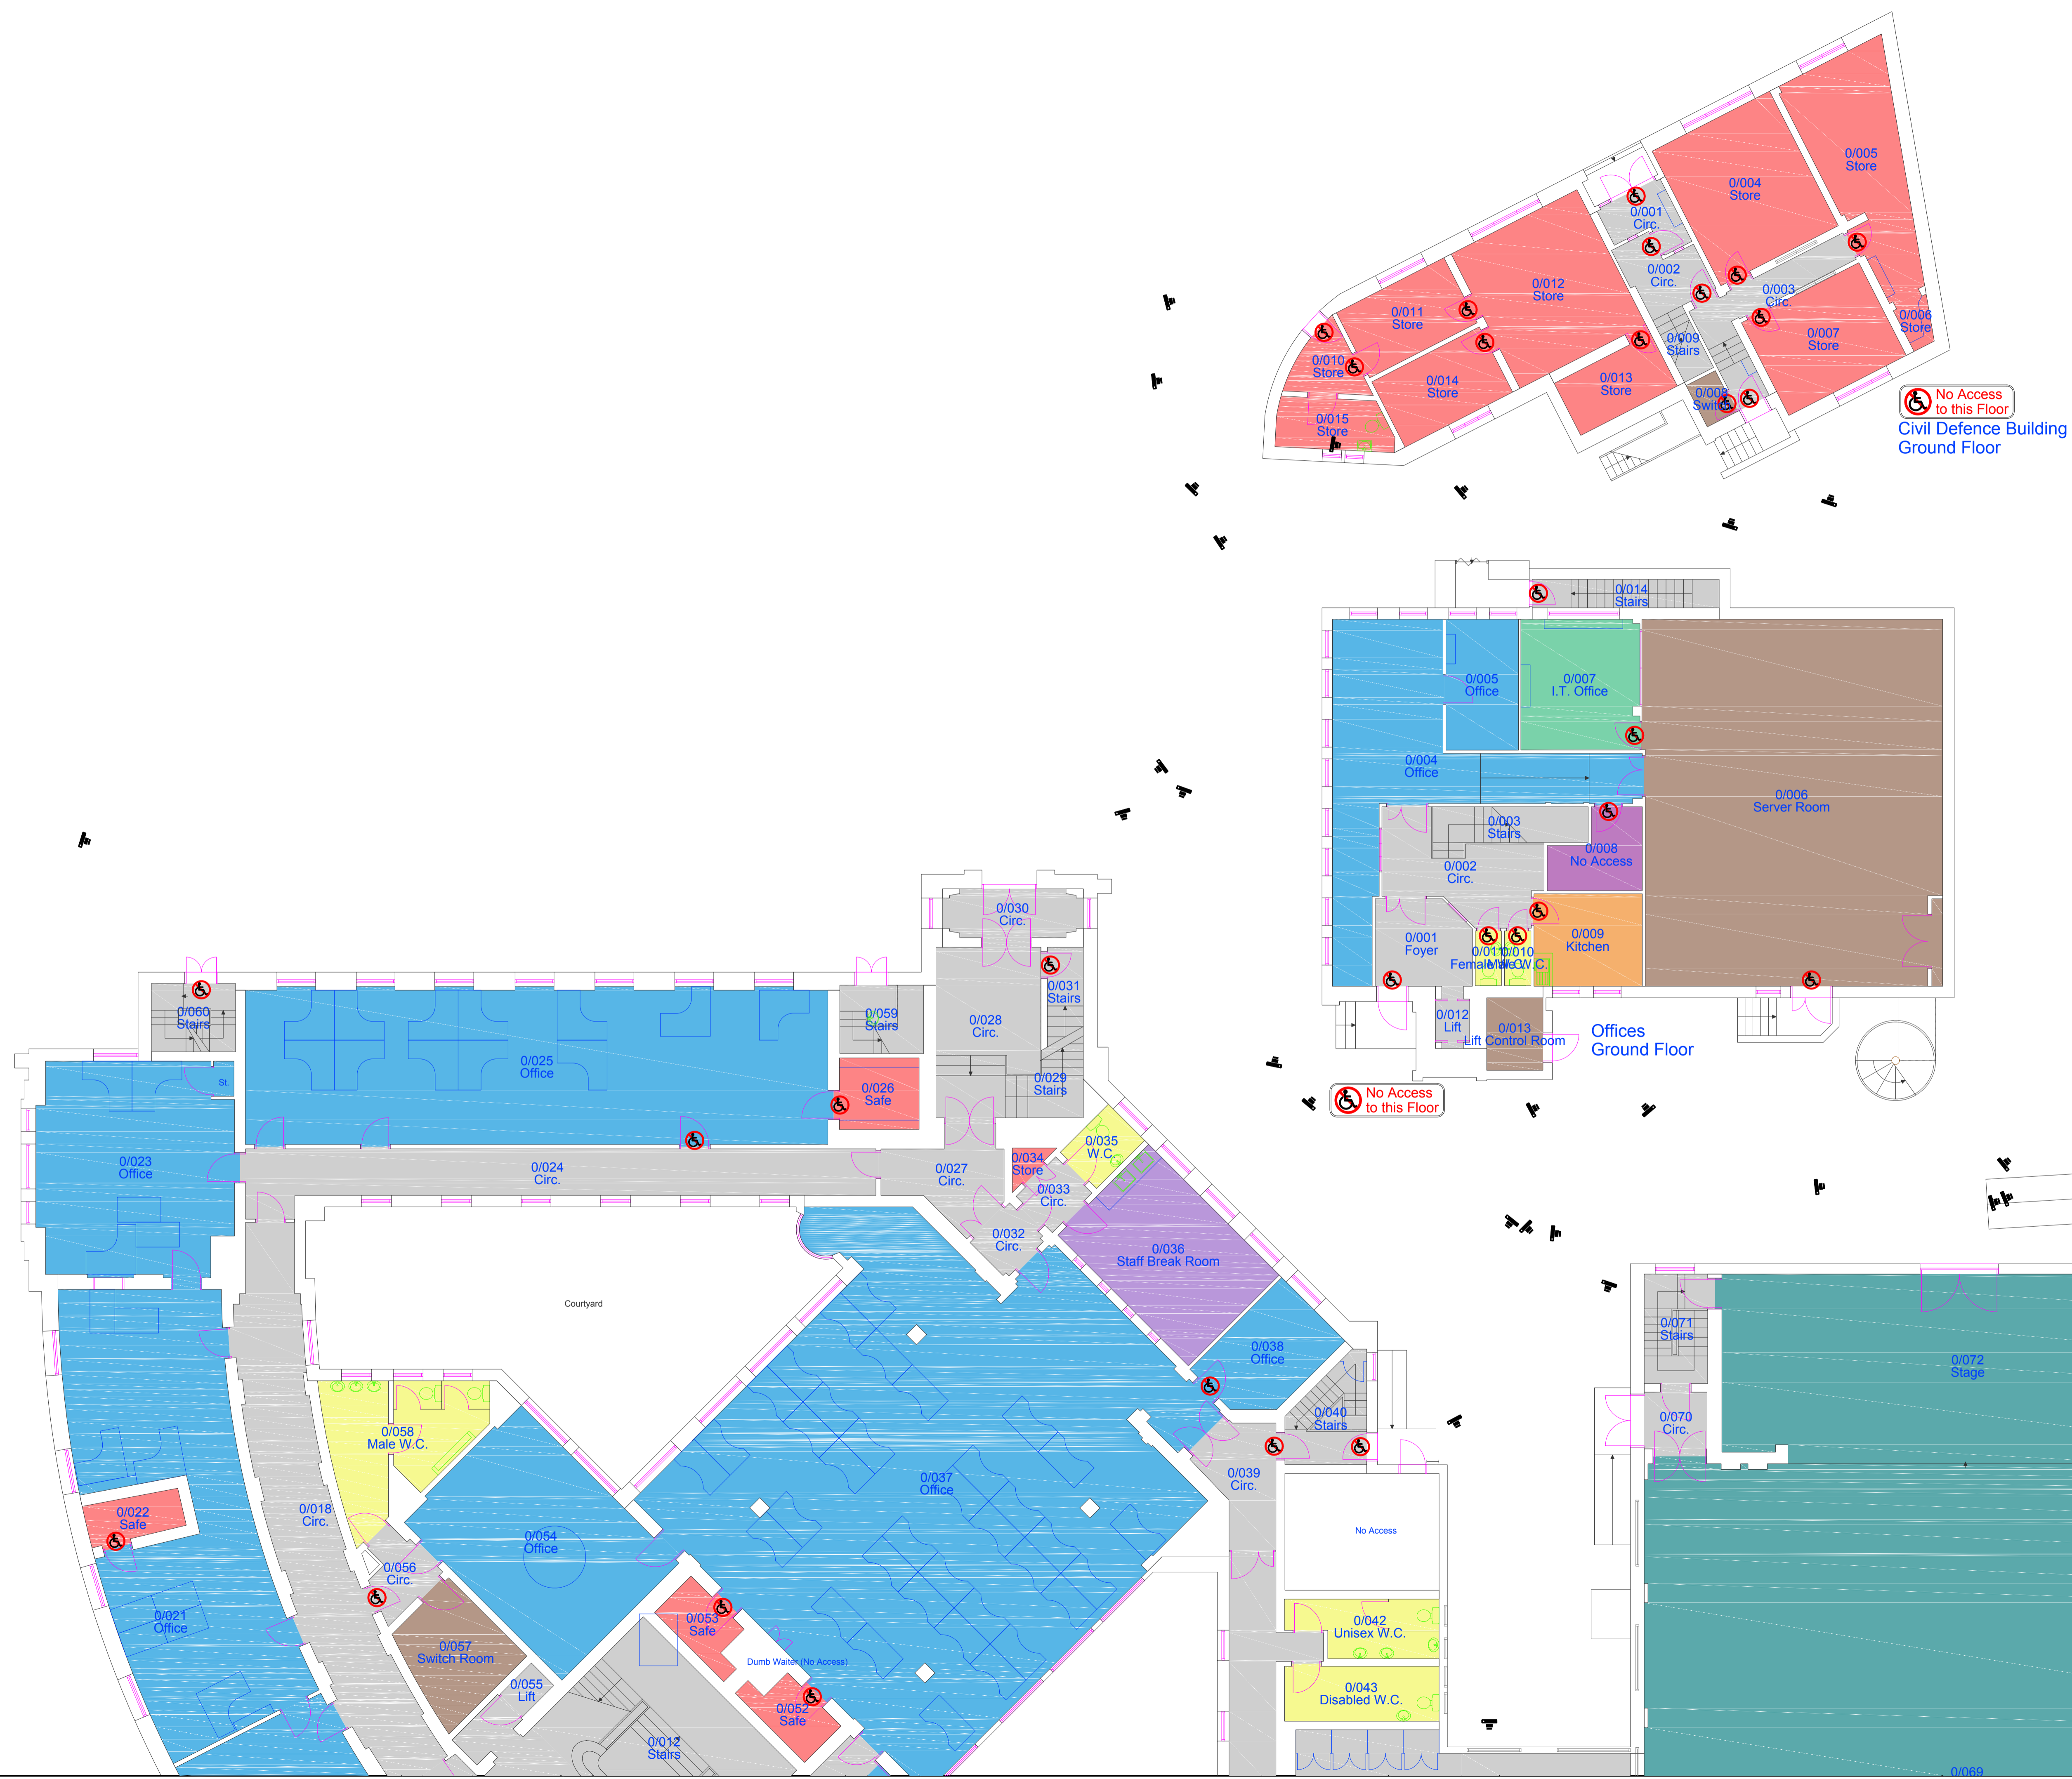 0/005
Store
0/004
Store
0/001
Circ.
0/002
Circ.
0/003
Circ.
0/012
Store
0/011
Store
0/006
Store
0/007
Store
0/009
Stairs
0/010
Store
0/014
Store
0/013
Store
0/008
Switch
0/015
Store
No Access
to this Floor
Civil Defence Building
Ground Floor
0/014
Stairs
0/005
Office
0/007
I.T. Office
0/004
Office
0/006
Server Room
0/003
Stairs
0/008
No Access
0/002
Circ.
0/001
Foyer
0/011
Female W.C.
0/010
Male W.C.
0/009
Kitchen
0/012
Lift
0/013
Lift Control Room
Offices
Ground Floor
No Access
to this Floor
0/030
Circ.
0/031
Stairs
0/060
Stairs
0/059
Stairs
0/028
Circ.
0/025
Office
St.
0/026
Safe
0/029
Stairs
0/035
W.C.
0/023
Office
0/024
Circ.
0/027
Circ.
0/034
Store
0/033
Circ.
0/032
Circ.
0/036
Staff Break Room
Courtyard
0/038
Office
0/071
Stairs
0/072
Stage
0/040
Stairs
0/070
Circ.
0/058
Male W.C.
0/037
Office
0/039
Circ.
0/022
Safe
0/018
Circ.
0/054
Office
No Access
0/056
Circ.
0/021
Office
0/053
Safe
0/042
Unisex W.C.
0/057
Switch Room
Dumb Waiter (No Access)
0/055
Lift
0/043
Disabled W.C.
0/052
Safe
0/012
Stairs
0/069